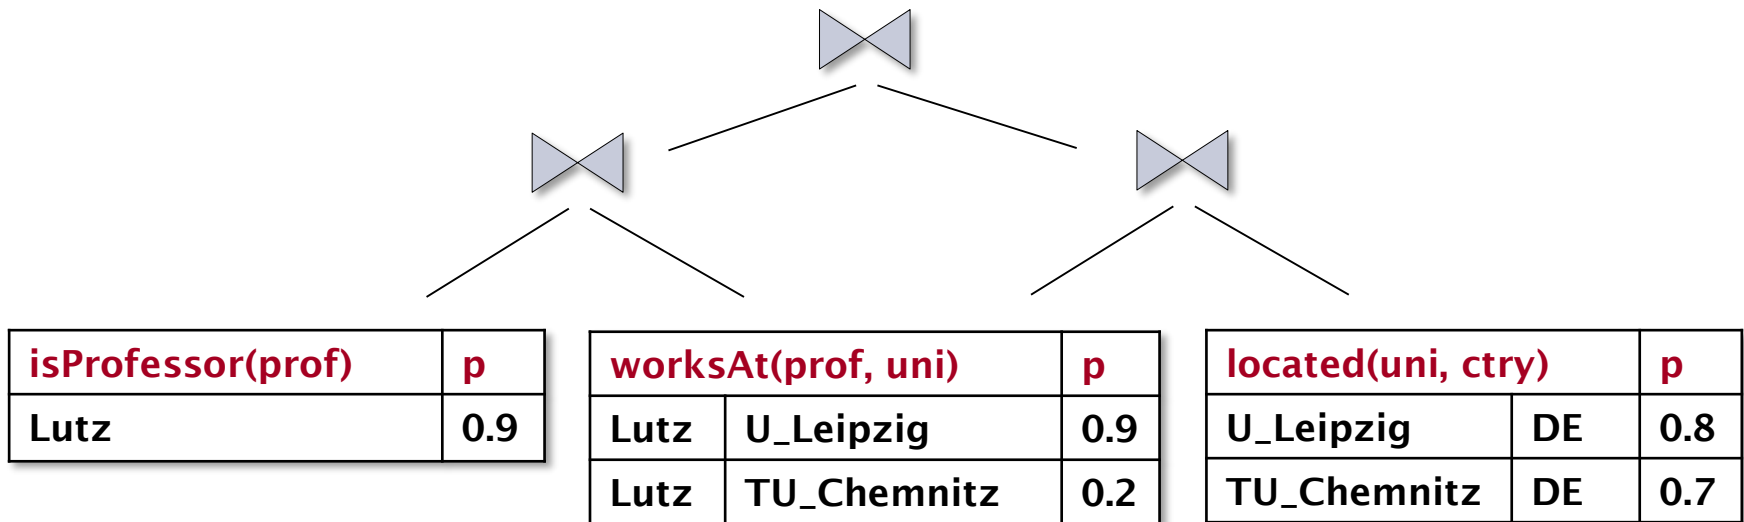 isProfessor(prof) p
Lutz 0.9
worksAt(prof, uni) p
Lutz U_Leipzig 0.9
Lutz TU_Chemnitz 0.2
located(uni, ctry) p
U_Leipzig DE 0.8
TU_Chemnitz DE 0.7